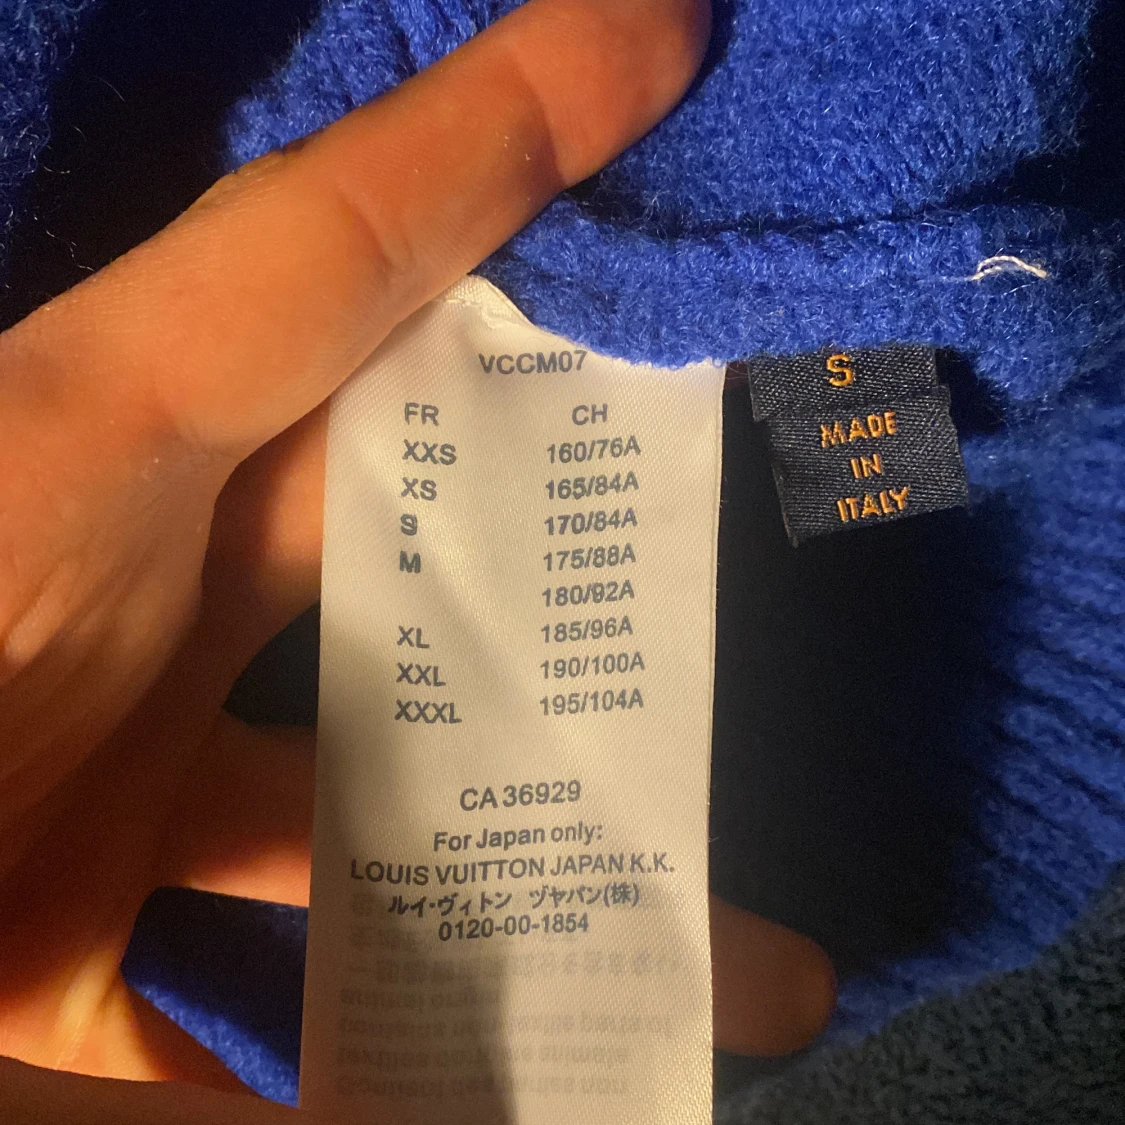 VCCM07
FR CH
XXS 160/76A
XS 165/84A
S 170/84A
M 175/88A
180/92A
XL 185/96A
XXL 190/100A
XXXL 195/104A
CA 36929
For Japan only:
LOUIS VUITTON JAPAN K.K.
ルイ・ヴィトン ジャパン(株)
0120-00-1854
S
MADE
IN
ITALY